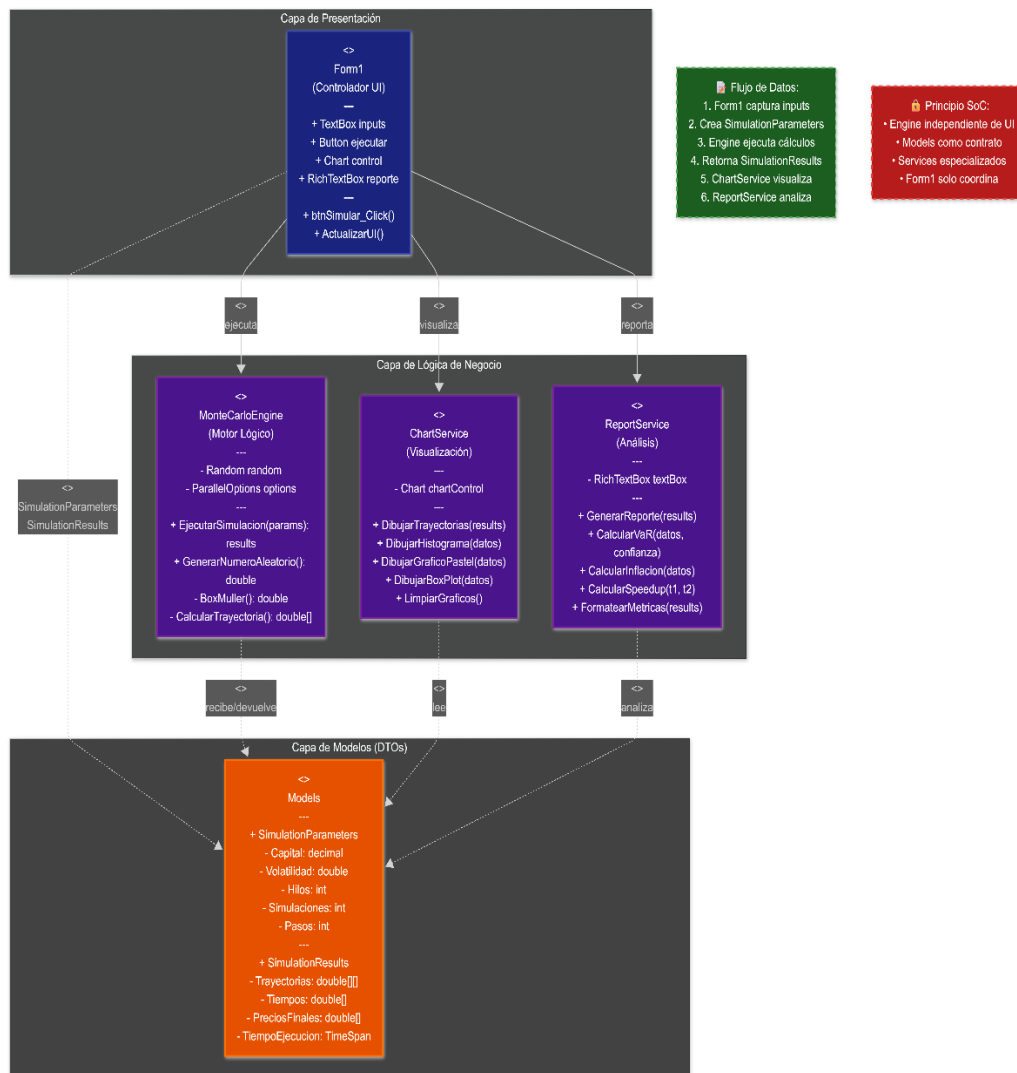 Capa de Presentación
<>
Form1
(Controlador UI)
---
+ TextBox inputs
+ Button ejecutar
+ Chart control
+ RichTextBox reporte
---
+ btnSimular_Click()
+ ActualizarUI()
📝 Flujo de Datos:
1. Form1 captura inputs
2. Crea SimulationParameters
3. Engine ejecuta cálculos
4. Retorna SimulationResults
5. ChartService visualiza
6. ReportService analiza
🔒 Principio SoC:
• Engine independiente de UI
• Models como contrato
• Services especializados
• Form1 solo coordina
<>
ejecuta
<>
visualiza
<>
reporta
Capa de Lógica de Negocio
<>
MonteCarloEngine
(Motor Lógico)
---
- Random random
- ParallelOptions options
---
+ EjecutarSimulacion(params):
results
+ GenerarNumeroAleatorio():
double
- BoxMuller(): double
- CalcularTrayectoria(): double[]
<>
ChartService
(Visualización)
---
- Chart chartControl
---
+ DibujarTrayectorias(results)
+ DibujarHistograma(datos)
+ DibujarGraficoPastel(datos)
+ DibujarBoxPlot(datos)
+ LimpiarGraficos()
<>
ReportService
(Análisis)
---
- RichTextBox textBox
---
+ GenerarReporte(results)
+ CalcularVaR(datos,
confianza)
+ CalcularInflacion(datos)
+ CalcularSpeedup(t1, t2)
+ FormatearMetricas(results)
<>
SimulationParameters
SimulationResults
<>
recibe/devuelve
<>
lee
<>
analiza
Capa de Modelos (DTOs)
<>
Models
---
+ SimulationParameters
- Capital: decimal
- Volatilidad: double
- Hilos: int
- Simulaciones: int
- Pasos: int
---
+ SimulationResults
- Trayectorias: double[][]
- Tiempos: double[]
- PreciosFinales: double[]
- TiempoEjecucion: TimeSpan